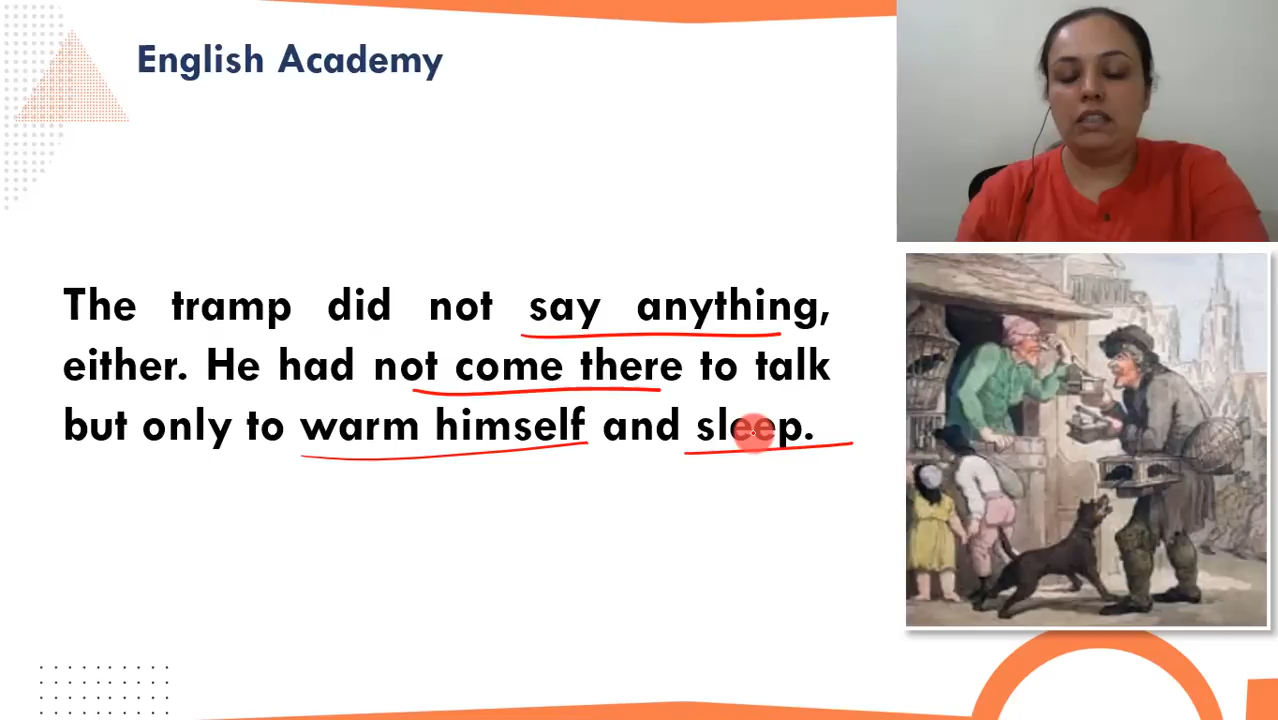 English Academy
The tramp did not say anything,
either. He had not come there to talk
but only to warm himself and sleep.